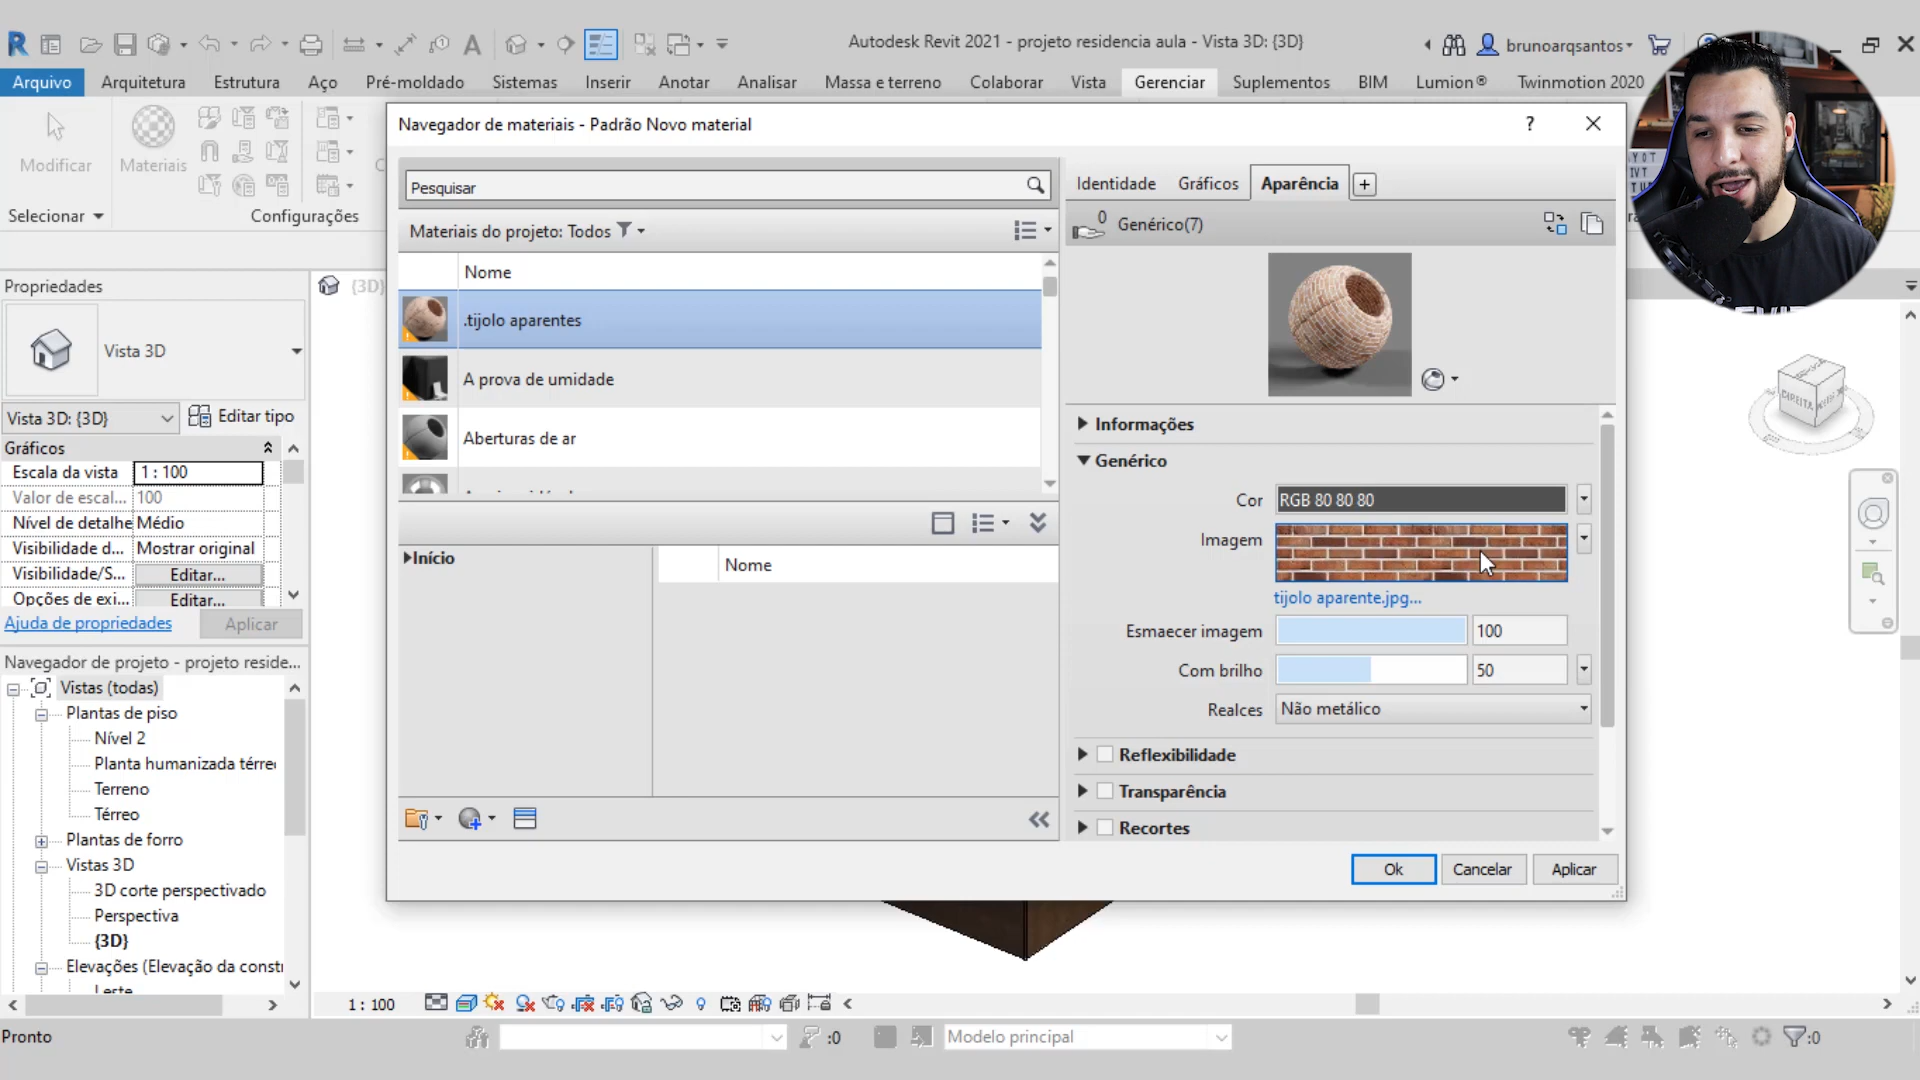 Autodesk Revit 2021 - projeto residencia aula - Vista 3D: {3D}
brunoarqsantos
Arquivo
Arquitetura
Estrutura
Aço
Pré-moldado
Sistemas
Inserir
Anotar
Analisar
Massa e terreno
Colaborar
Vista
Gerenciar
Suplementos
BIM
Lumion®
Twinmotion 2020
Modificar
Materiais
Selecionar
Configurações
Propriedades
Vista 3D
Vista 3D: {3D}
Editar tipo
Gráficos
Escala da vista 1 : 100
Valor de escal... 100
Nível de detalhe Médio
Visibilidade d... Mostrar original
Visibilidade/S... Editar...
Opções de exi... Editar...
Ajuda de propriedades
Aplicar
Navegador de projeto - projeto reside...
Vistas (todas)
Plantas de piso
Nível 2
Planta humanizada térre
Terreno
Térreo
Plantas de forro
Vistas 3D
3D corte perspectivado
Perspectiva
{3D}
Elevações (Elevação da const
Leste
{3D}
Navegador de materiais - Padrão Novo material
?
Pesquisar
Materiais do projeto: Todos
Nome
.tijolo aparentes
A prova de umidade
Aberturas de ar
Início
Nome
Identidade
Gráficos
Aparência
0
Genérico(7)
Informações
Genérico
Cor RGB 80 80 80
Imagem
tijolo aparente.jpg...
Esmaecer imagem 100
Com brilho 50
Realces Não metálico
Reflexibilidade
Transparência
Recortes
Ok
Cancelar
Aplicar
DIREITA
1 : 100
Pronto
:0
Modelo principal
:0